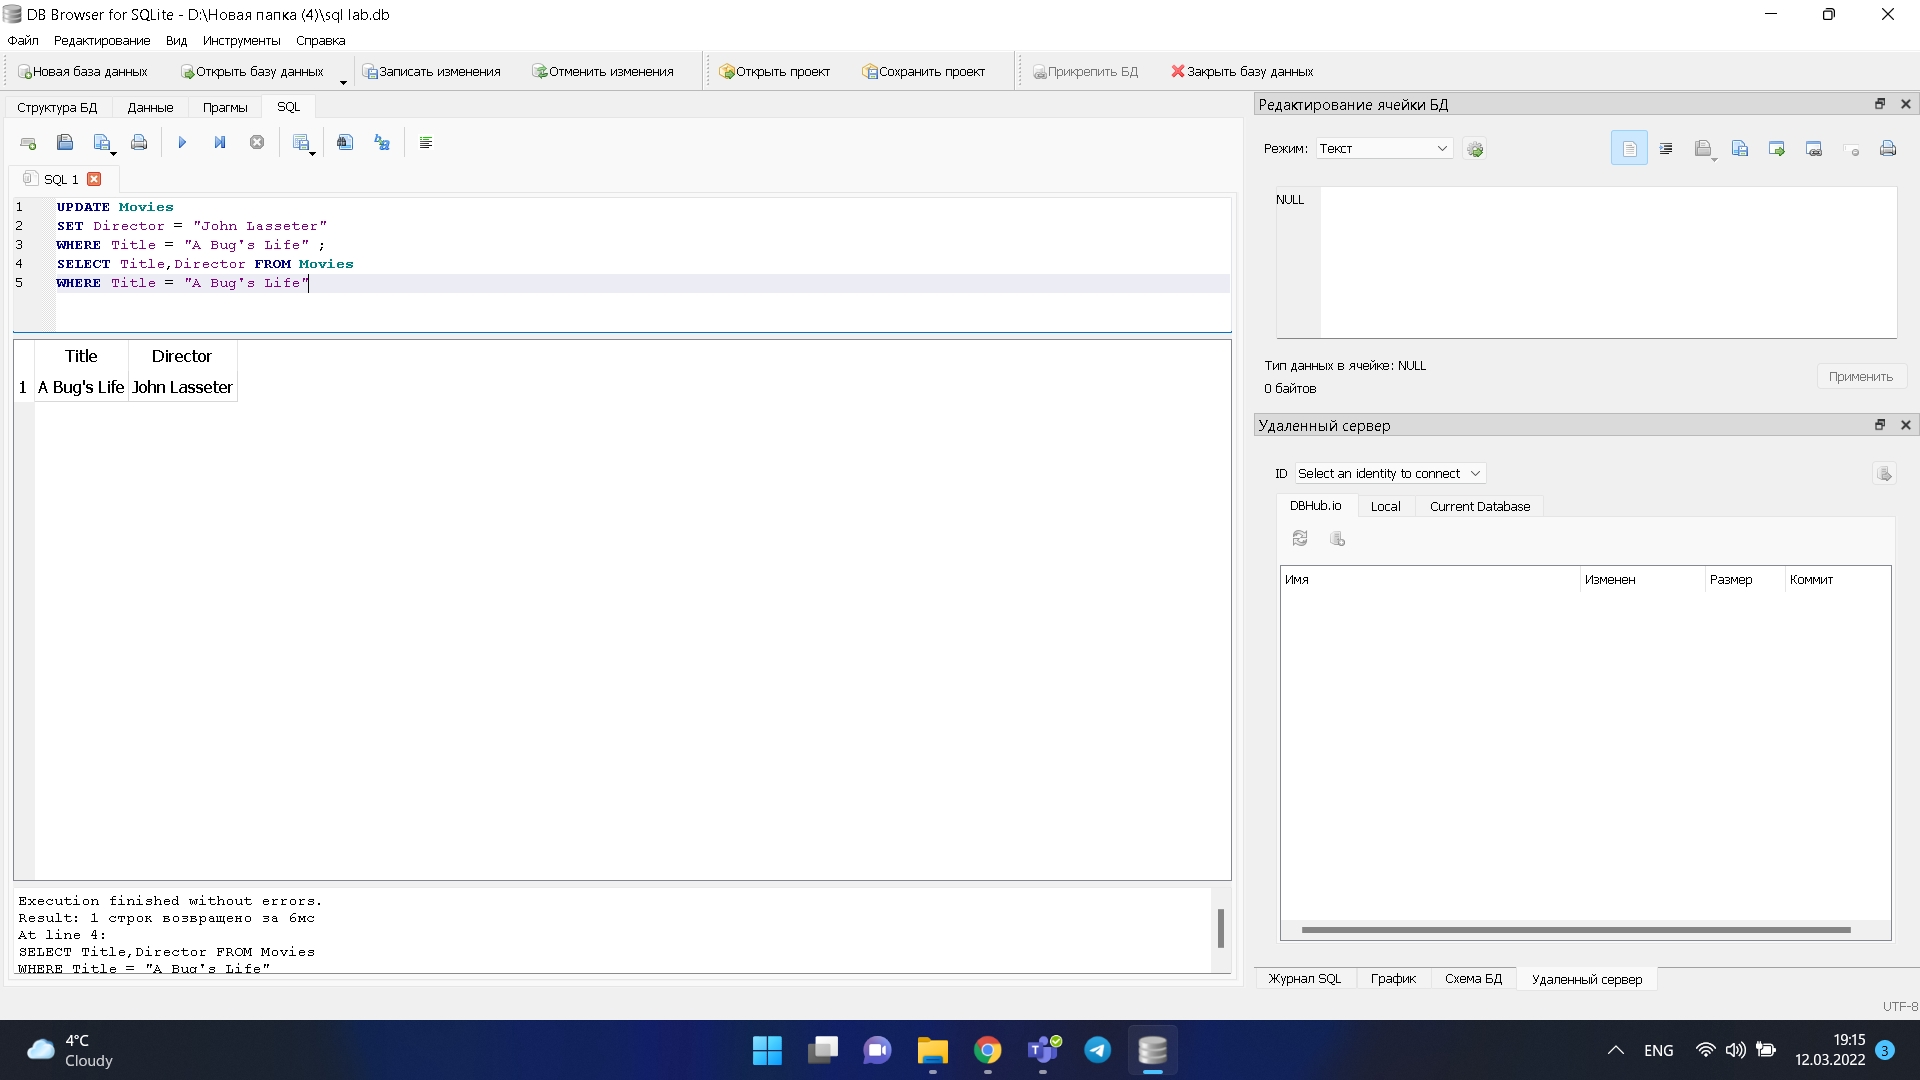 DB Browser for SQLite - D:\Новая папка (4)\sql lab.db
Файл Редактирование Вид Инструменты Справка
Новая база данных Открыть базу данных Записать изменения Отменить изменения Открыть проект Сохранить проект Прикрепить БД Закрыть базу данных
Структура БД Данные Прагмы SQL
SQL 1
1 UPDATE Movies
2 SET Director = "John Lasseter"
3 WHERE Title = "A Bug's Life" ;
4 SELECT Title,Director FROM Movies
5 WHERE Title = "A Bug's Life"
Title Director
1 A Bug's Life John Lasseter
Execution finished without errors.
Result: 1 строк возвращено за 6мс
At line 4:
SELECT Title,Director FROM Movies
WHERE Title = "A Bug's Life"
Редактирование ячейки БД
Режим: Текст
NULL
Тип данных в ячейке: NULL
0 байтов
Применить
Удаленный сервер
ID Select an identity to connect
DBHub.io Local Current Database
Имя Изменен Размер Коммит
Журнал SQL График Схема БД Удаленный сервер
UTF-8
4°C
Cloudy
ENG
19:15
12.03.2022
3